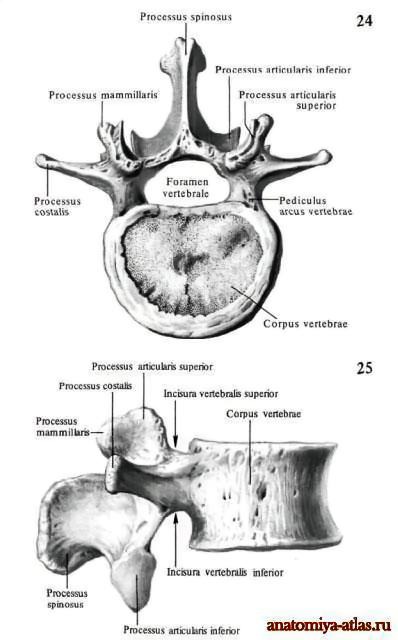 Processus spinosus
24
Processus articularis inferior
Processus mammillaris
Processus articularis
superior
Foramen
vertebrale
Processus
costalis
Pediculus
arcus vertebrae
Corpus vertebrae
25
Processus articularis superior
Processus costalis
Incisura vertebralis superior
Corpus vertebrae
Processus
mammillaris
Incisura vertebralis inferior
Processus
spinosus
Processus articularis inferior
anatomiya-atlas.ru